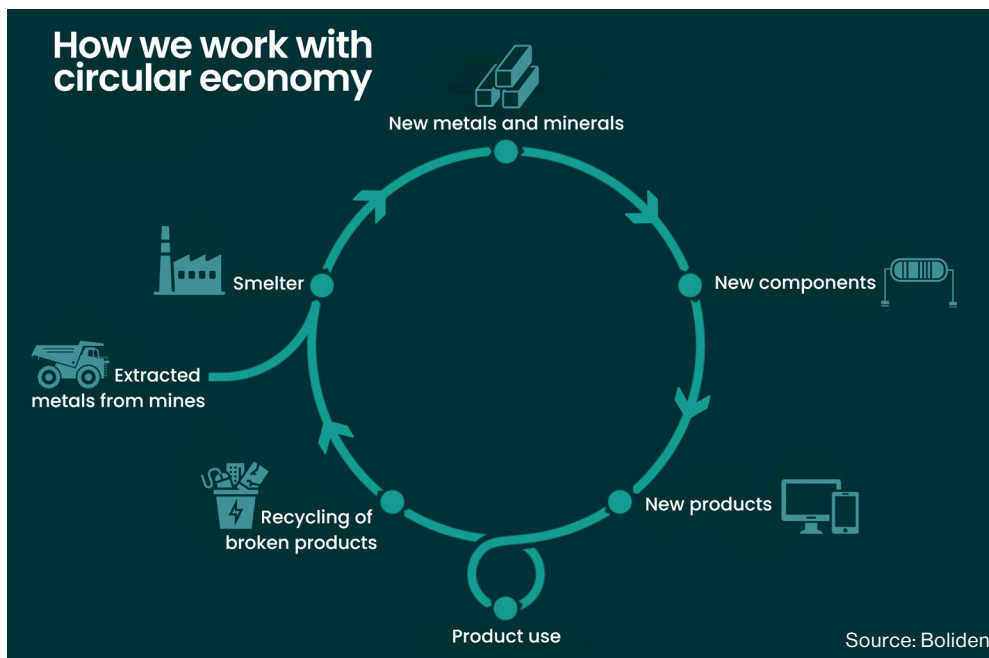 How we work with
circular economy
New metals and minerals
Smelter
New components
Extracted
metals from mines
Recycling of
broken products
New products
Product use
Source: Boliden